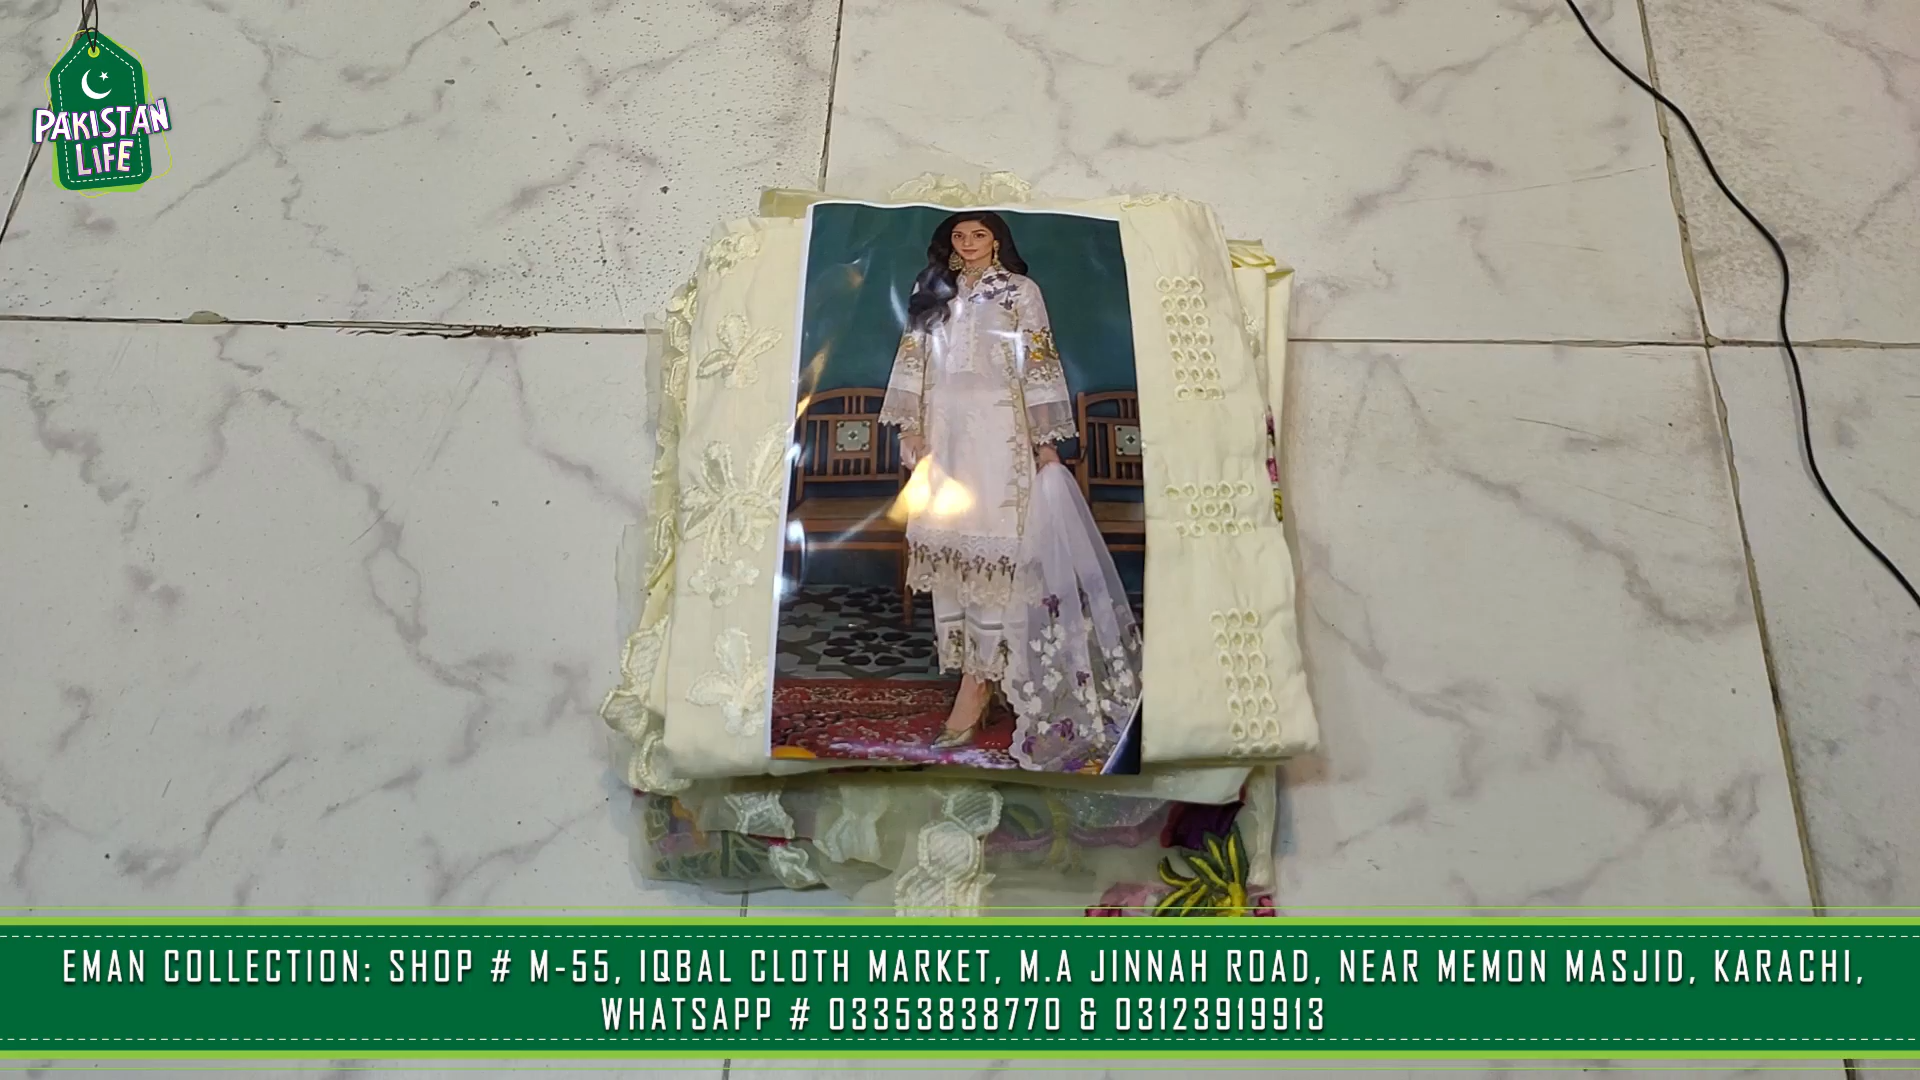 PAKISTAN
LIFE
EMAN COLLECTION: SHOP # M-55, IQBAL CLOTH MARKET, M.A JINNAH ROAD, NEAR MEMON MASJID, KARACHI,
WHATSAPP # 03353838770 & 03123919913